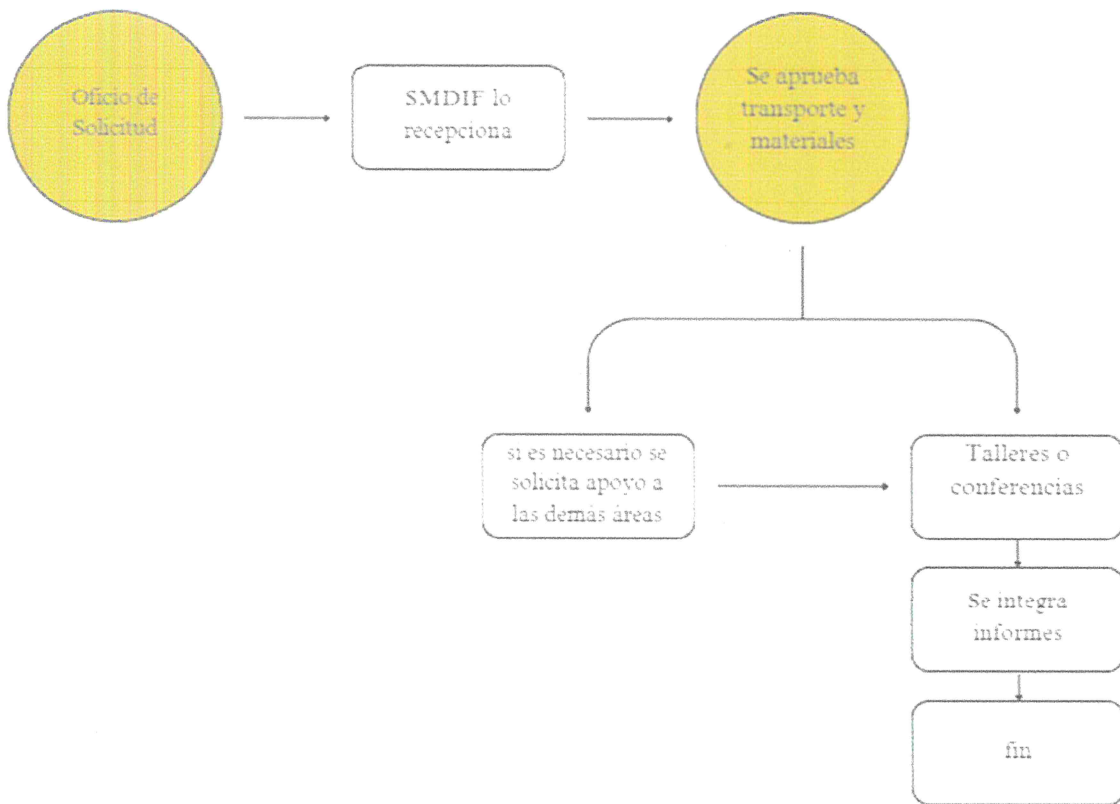 Oficio de
Solicitud
SMDIF lo
recepciona
Se aprueba
transporte y
materiales
si es necesario se
solicita apoyo a
las demás áreas
Talleres o
conferencias
Se integra
informes
fin